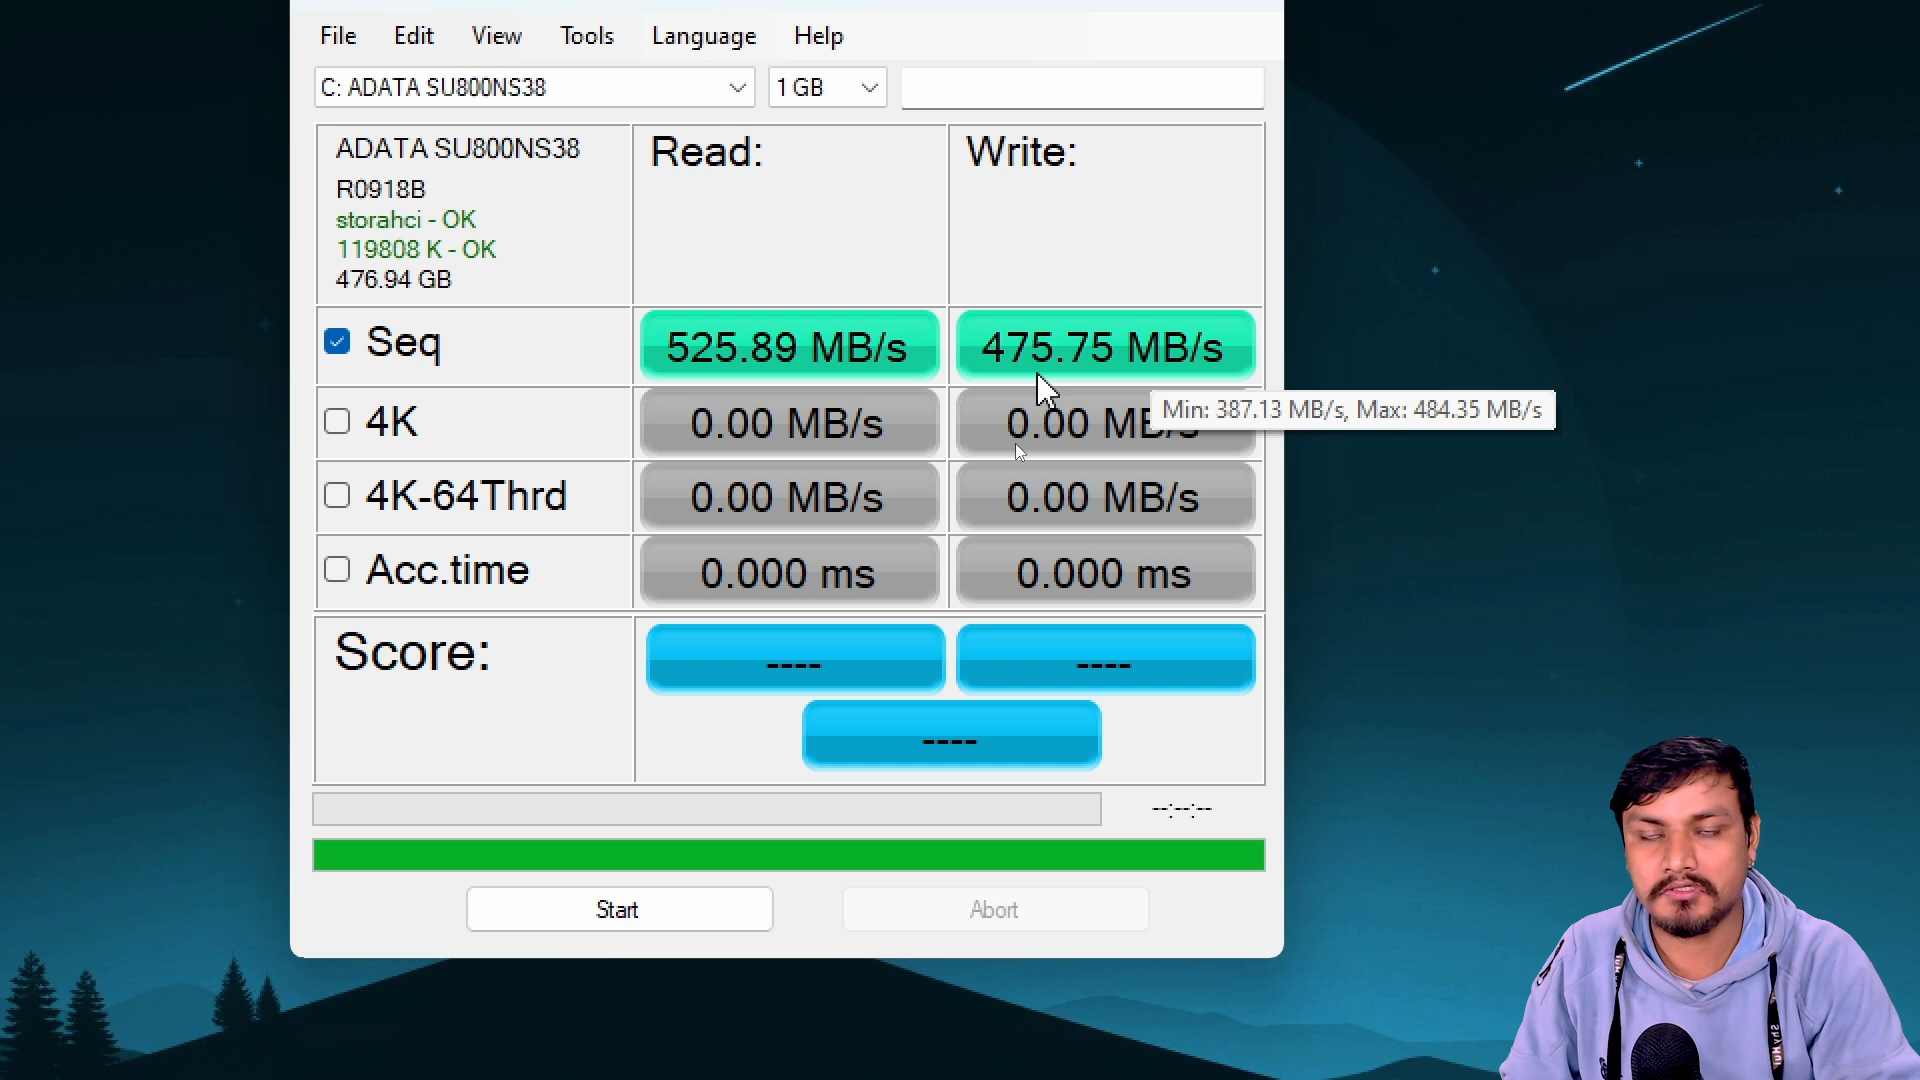 File Edit View Tools Language Help
C: ADATA SU800NS38 1 GB
ADATA SU800NS38 Read: Write:
R0918B
storahci - OK
119808 K - OK
476.94 GB
Seq 525.89 MB/s 475.75 MB/s
Min: 387.13 MB/s, Max: 484.35 MB/s
4K 0.00 MB/s 0.00 MB/s
4K-64Thrd 0.00 MB/s 0.00 MB/s
Acc.time 0.000 ms 0.000 ms
Score: ---- ----
----
--:--:--
Start Abort